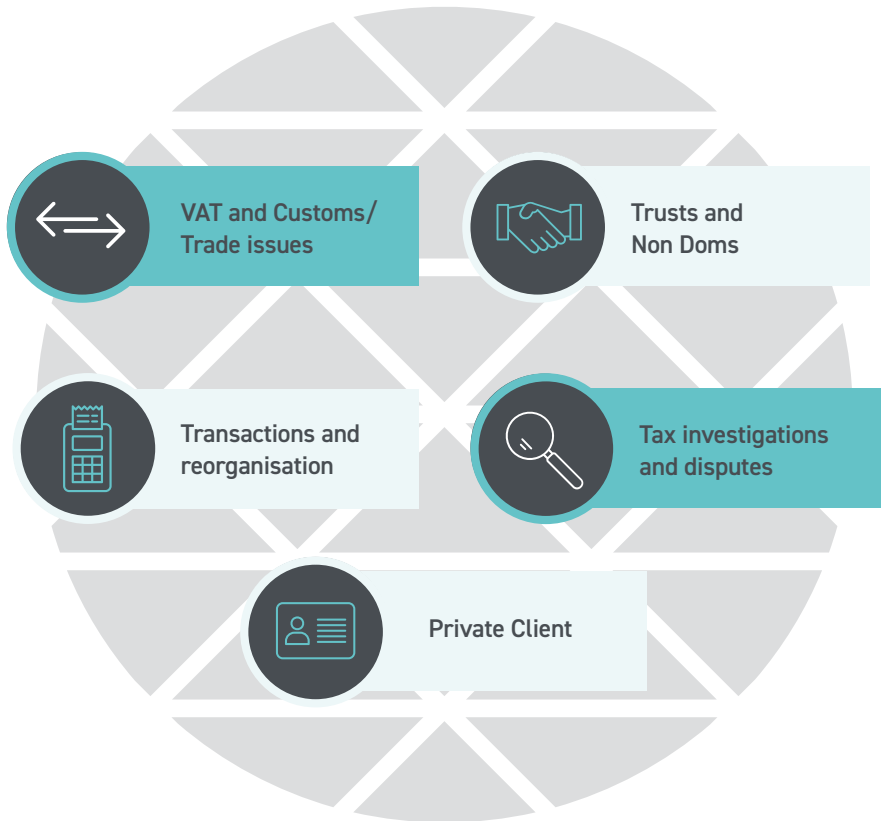 VAT and Customs/
Trade issues
Trusts and
Non Doms
Transactions and
reorganisation
Tax investigations
and disputes
Private Client